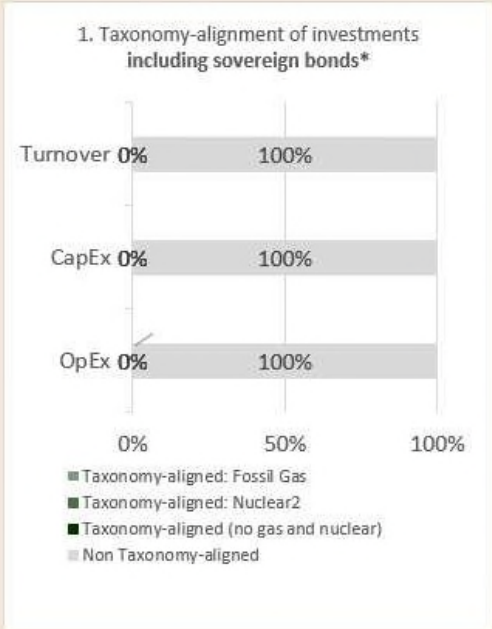 1. Taxonomy-alignment of investments
including sovereign bonds*
Turnover 0% 100%
CapEx 0% 100%
OpEx 0% 100%
0% 50% 100%
Taxonomy-aligned: Fossil Gas
Taxonomy-aligned: Nuclear2
Taxonomy-aligned (no gas and nuclear)
Non Taxonomy-aligned